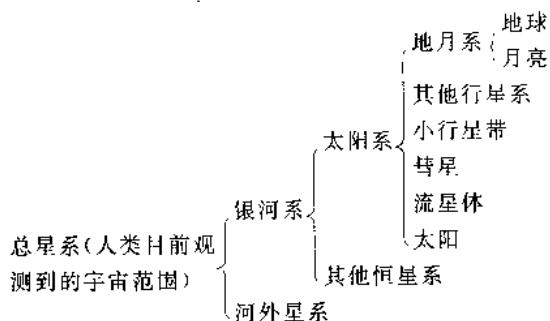 地球
地月系
月亮
其他行星系
小行星带
太阳系
彗星
流星体
银河系
太阳
总星系(人类目前观
测到的宇宙范围)
其他恒星系
河外星系